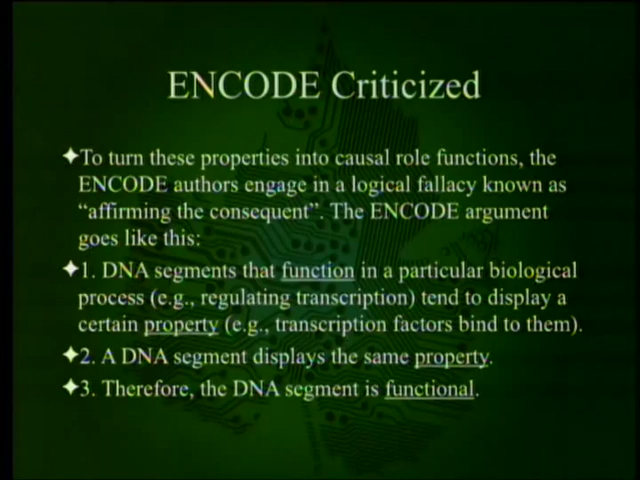 ENCODE Criticized
✦To turn these properties into causal role functions, the
ENCODE authors engage in a logical fallacy known as
“affirming the consequent”. The ENCODE argument
goes like this:
✦1. DNA segments that function in a particular biological
process (e.g., regulating transcription) tend to display a
certain property (e.g., transcription factors bind to them).
✦2. A DNA segment displays the same property.
✦3. Therefore, the DNA segment is functional.